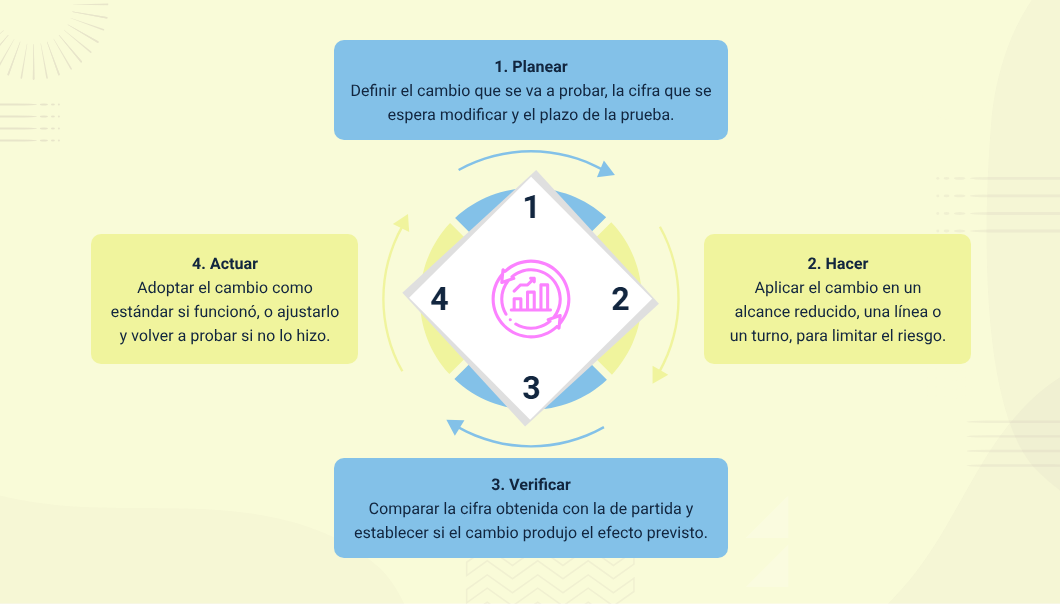 1. Planear
Definir el cambio que se va a probar, la cifra que se
espera modificar y el plazo de la prueba.
1
4. Actuar
Adoptar el cambio como
estándar si funcionó, o ajustarlo
y volver a probar si no lo hizo.
4
2
2. Hacer
Aplicar el cambio en un
alcance reducido, una línea o
un turno, para limitar el riesgo.
3
3. Verificar
Comparar la cifra obtenida con la de partida y
establecer si el cambio produjo el efecto previsto.